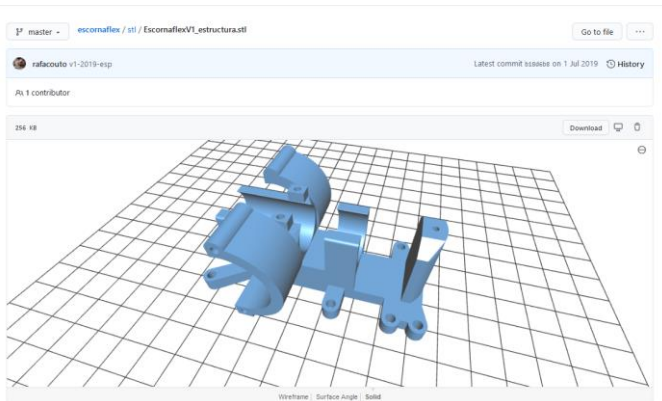 master
escornaflex / stl / EscornaflexV1_estructura.stl
Go to file
rafacouto v1-2019-esp
Latest commit on 1 Jul 2019 History
1 contributor
256 KB
Download
Wireframe | Surface Angle | Solid